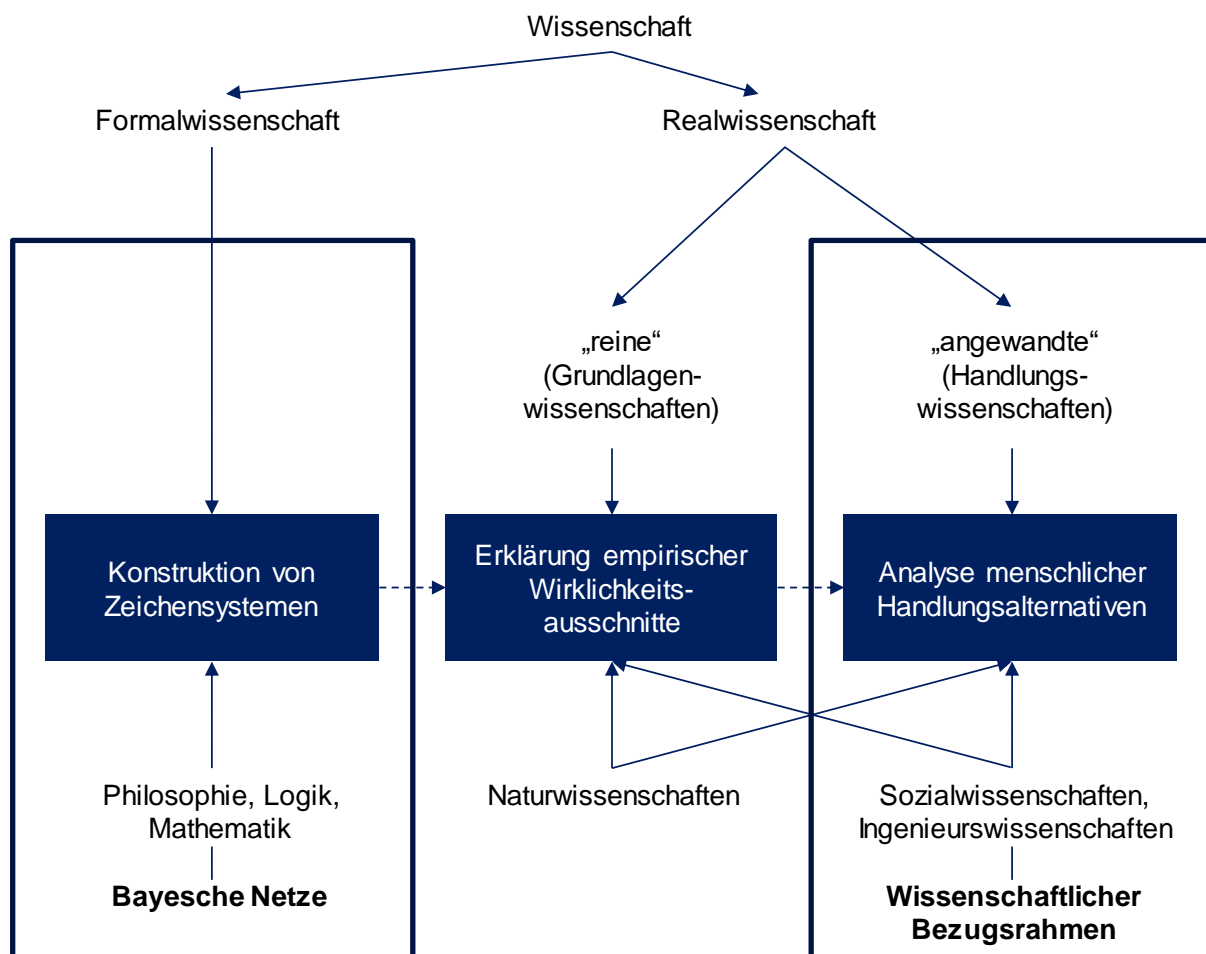 Wissenschaft
Formalwissenschaft
Realwissenschaft
„reine“
(Grundlagen-
wissenschaften)
„angewandte“
(Handlungs-
wissenschaften)
Konstruktion von
Zeichensystemen
Erklärung empirischer
Wirklichkeits-
ausschnitte
Analyse menschlicher
Handlungsalternativen
Philosophie, Logik,
Mathematik
Naturwissenschaften
Sozialwissenschaften,
Ingenieurswissenschaften
Bayesche Netze
Wissenschaftlicher
Bezugsrahmen